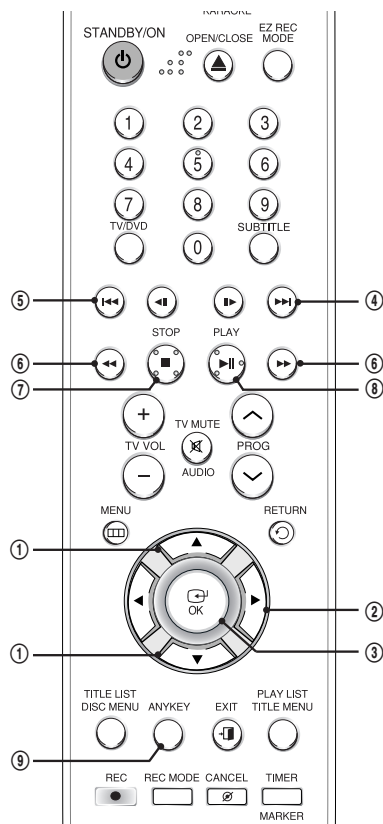 KARAOKE
STANDBY/ON
OPEN/CLOSE
EZ REC
MODE
1
2
3
4
5
6
7
8
9
TV/DVD
0
SUBTITLE
⑤
④
STOP
PLAY
⑥
⑥
⑦
⑧
+
TV MUTE
TV VOL
PROG
−
AUDIO
MENU
RETURN
①
②
OK
①
③
TITLE LIST
DISC MENU
ANYKEY
EXIT
PLAY LIST
TITLE MENU
⑨
REC
REC MODE
CANCEL
TIMER
MARKER